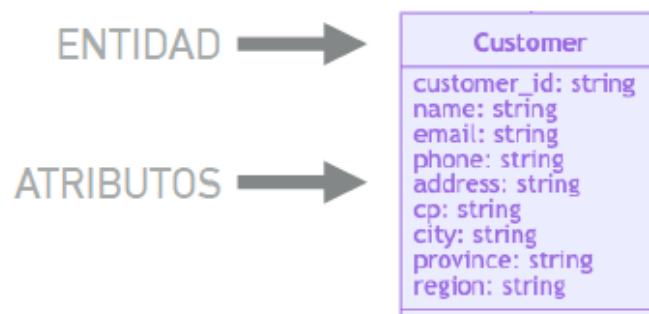 ENTIDAD
Customer
ATRIBUTOS
customer_id: string
name: string
email: string
phone: string
address: string
cp: string
city: string
province: string
region: string